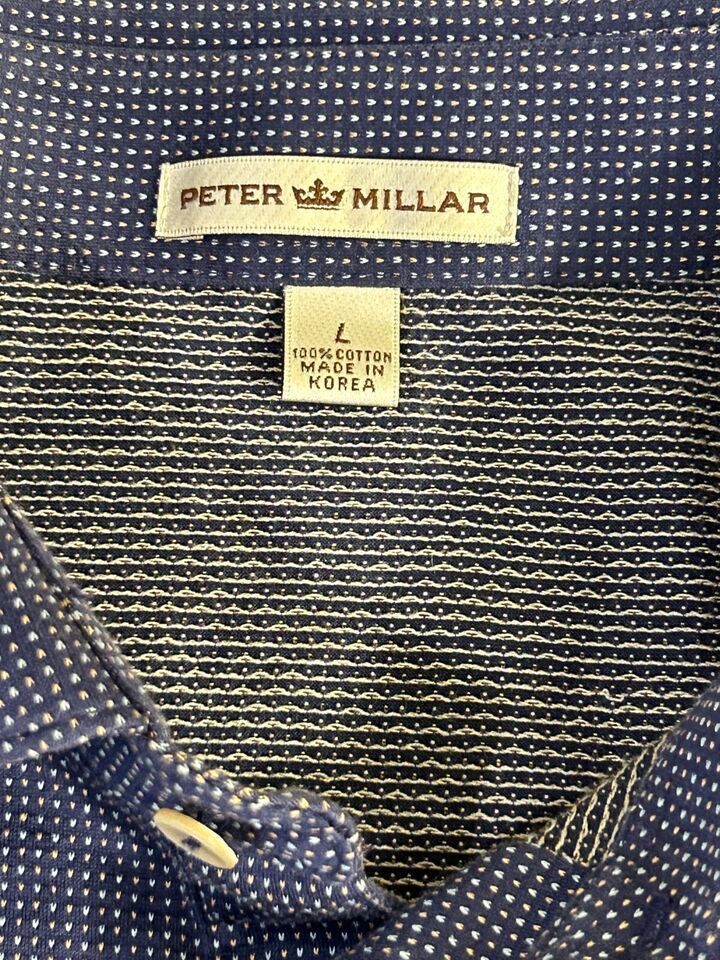 PETER MILLAR
L
100% COTTON
MADE IN
KOREA